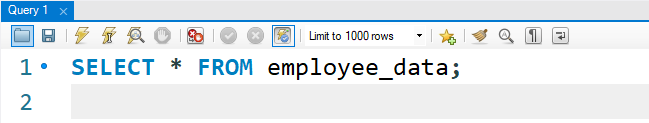 Query 1
Limit to 1000 rows
1 SELECT * FROM employee_data;
2